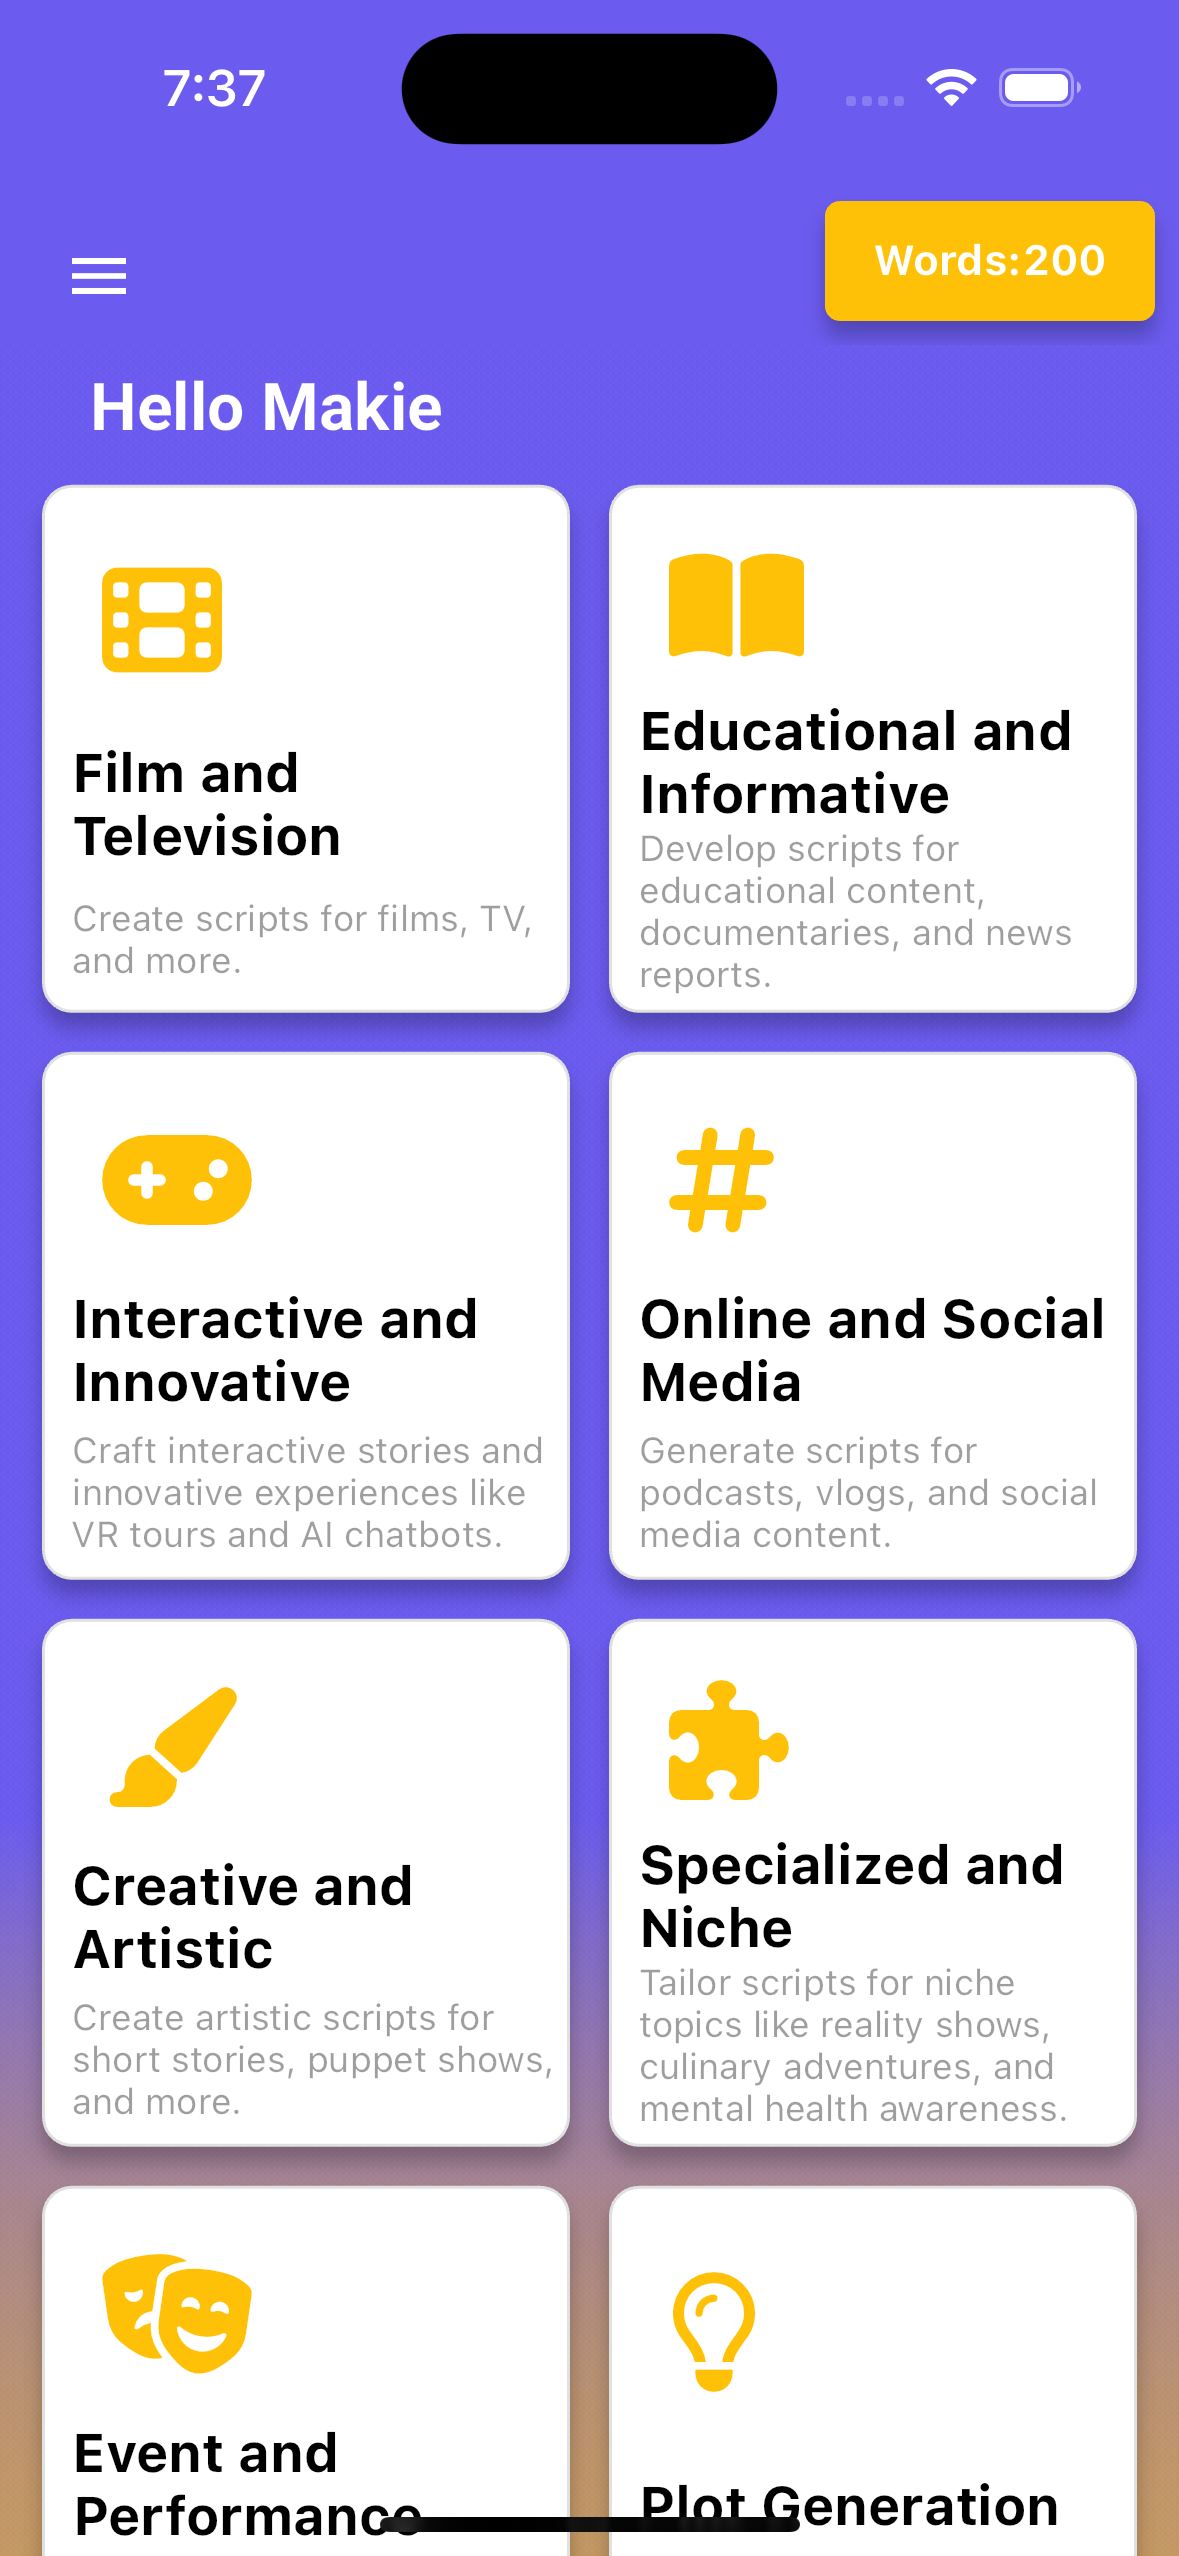 7:37
Words:200
Hello Makie
Film and
Television
Create scripts for films, TV,
and more.
Educational and
Informative
Develop scripts for
educational content,
documentaries, and news
reports.
Interactive and
Innovative
Craft interactive stories and
innovative experiences like
VR tours and AI chatbots.
Online and Social
Media
Generate scripts for
podcasts, vlogs, and social
media content.
Creative and
Artistic
Create artistic scripts for
short stories, puppet shows,
and more.
Specialized and
Niche
Tailor scripts for niche
topics like reality shows,
culinary adventures, and
mental health awareness.
Event and
Performance
Plot Generation